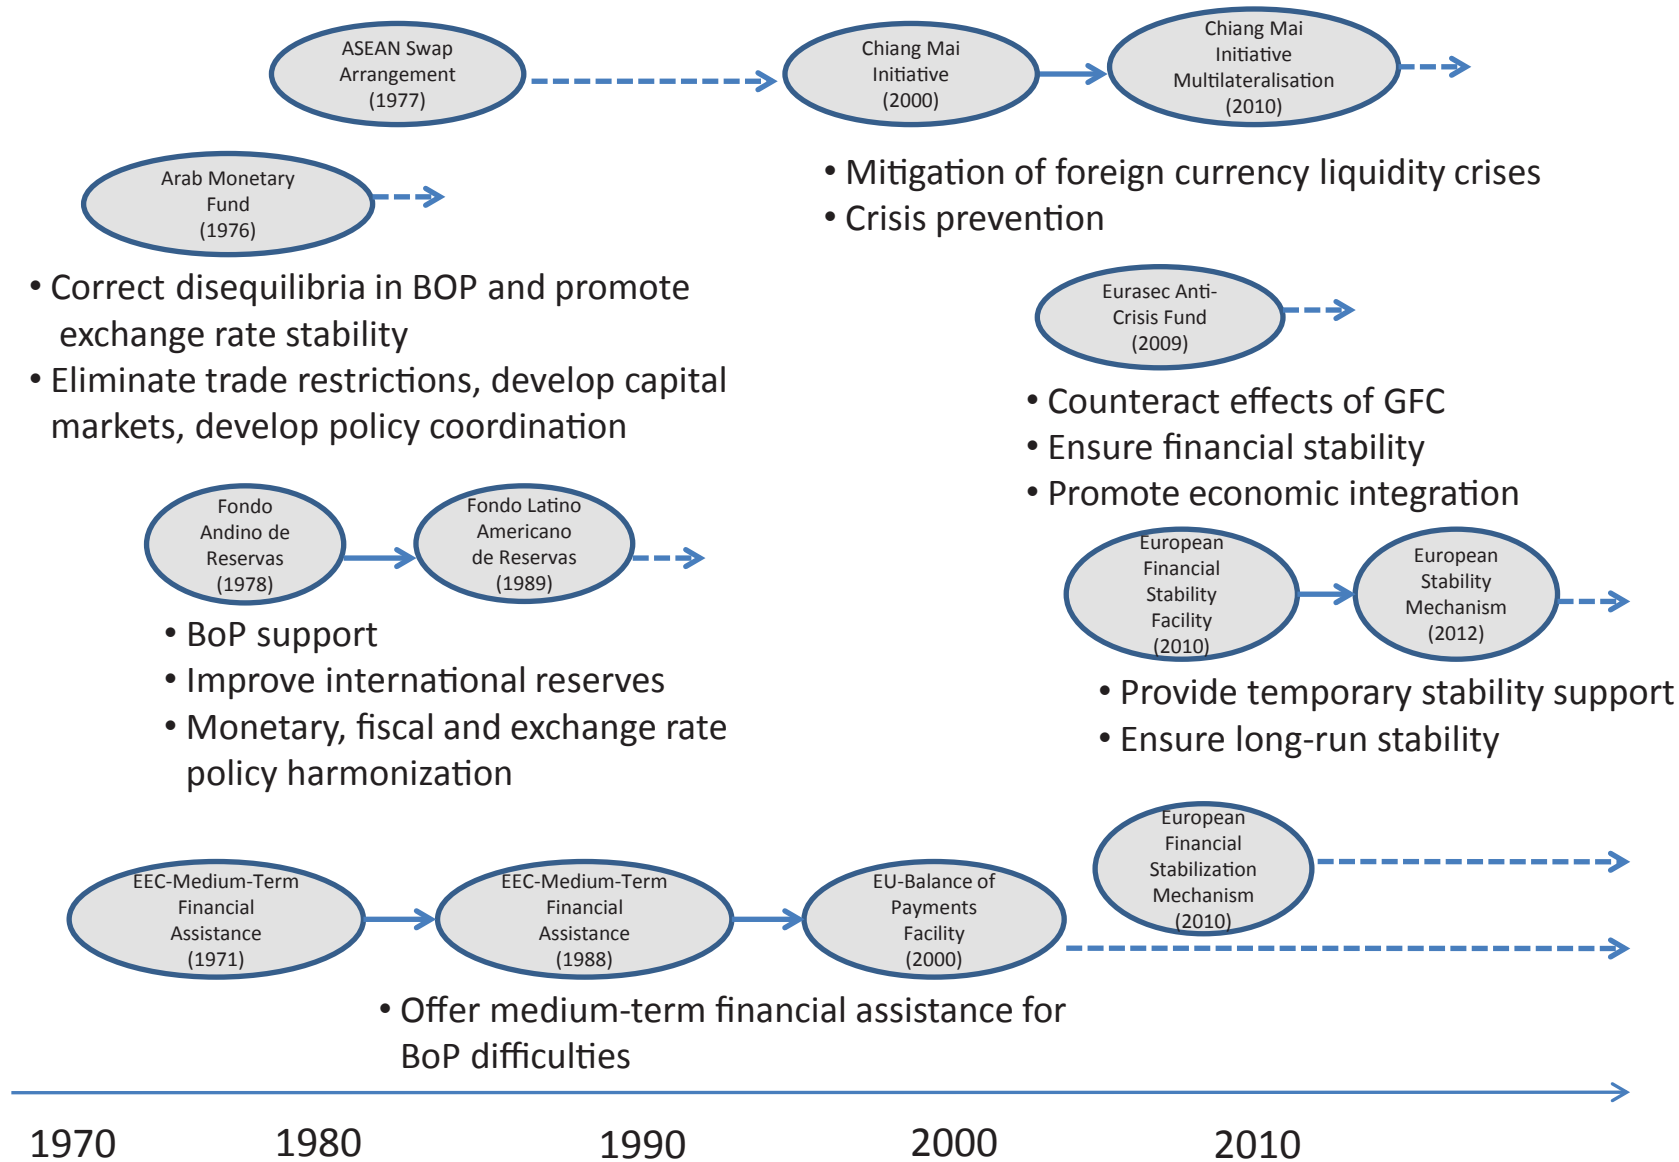 ASEAN Swap
Arrangement
(1977)
Chiang Mai
Initiative
(2000)
Chiang Mai
Initiative
Multilateralisation
(2010)
Arab Monetary
Fund
(1976)
• Mitigation of foreign currency liquidity crises
• Crisis prevention
• Correct disequilibria in BOP and promote
exchange rate stability
• Eliminate trade restrictions, develop capital
markets, develop policy coordination
Eurasec Anti-
Crisis Fund
(2009)
• Counteract effects of GFC
• Ensure financial stability
• Promote economic integration
Fondo
Andino de
Reservas
(1978)
Fondo Latino
Americano
de Reservas
(1989)
• BoP support
• Improve international reserves
• Monetary, fiscal and exchange rate
policy harmonization
European
Financial
Stability
Facility
(2010)
European
Stability
Mechanism
(2012)
• Provide temporary stability support
• Ensure long-run stability
European
Financial
Stabilization
Mechanism
(2010)
EEC-Medium-Term
Financial
Assistance
(1971)
EEC-Medium-Term
Financial
Assistance
(1988)
EU-Balance of
Payments
Facility
(2000)
• Offer medium-term financial assistance for
BoP difficulties
1970 1980 1990 2000 2010